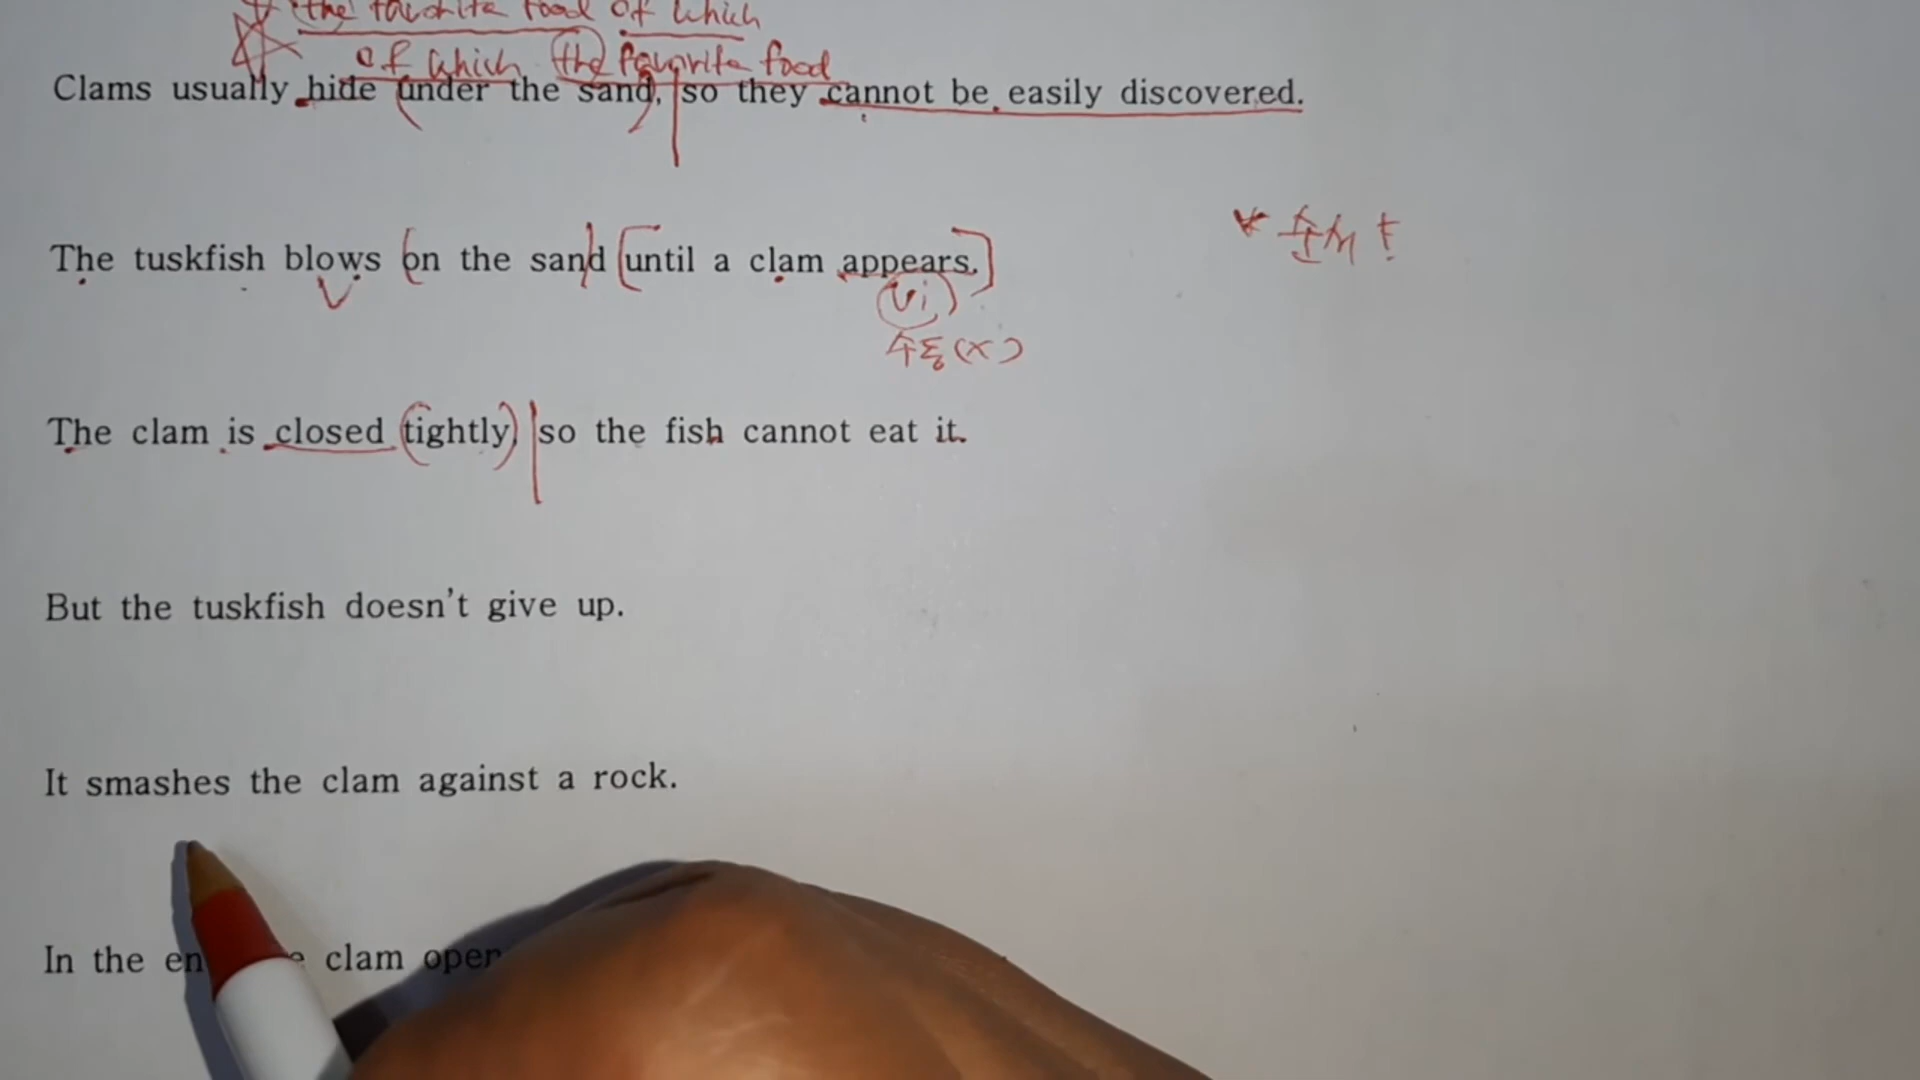 the favorite food of which
of which the favorite food
Clams usually hide under the sand, so they cannot be easily discovered.
* 순서!
The tuskfish blows on the sand until a clam appears.
vi
수동(x)
The clam is closed tightly, so the fish cannot eat it.
But the tuskfish doesn't give up.
It smashes the clam against a rock.
In the clam